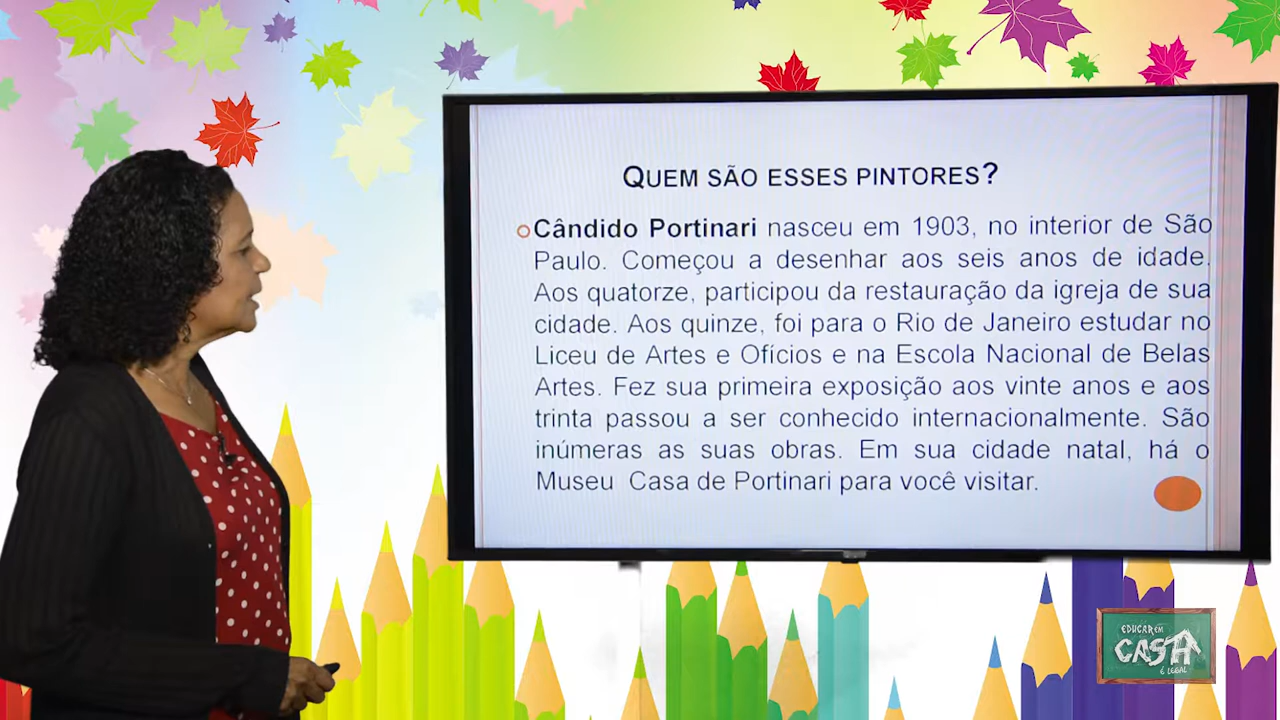 QUEM SÃO ESSES PINTORES?
Cândido Portinari nasceu em 1903, no interior de São
Paulo. Começou a desenhar aos seis anos de idade.
Aos quatorze, participou da restauração da igreja de sua
cidade. Aos quinze, foi para o Rio de Janeiro estudar no
Liceu de Artes e Ofícios e na Escola Nacional de Belas
Artes. Fez sua primeira exposição aos vinte anos e aos
trinta passou a ser conhecido internacionalmente. São
inúmeras as suas obras. Em sua cidade natal, há o
Museu Casa de Portinari para você visitar.
EDUCAR EM
CASA
É LEGAL